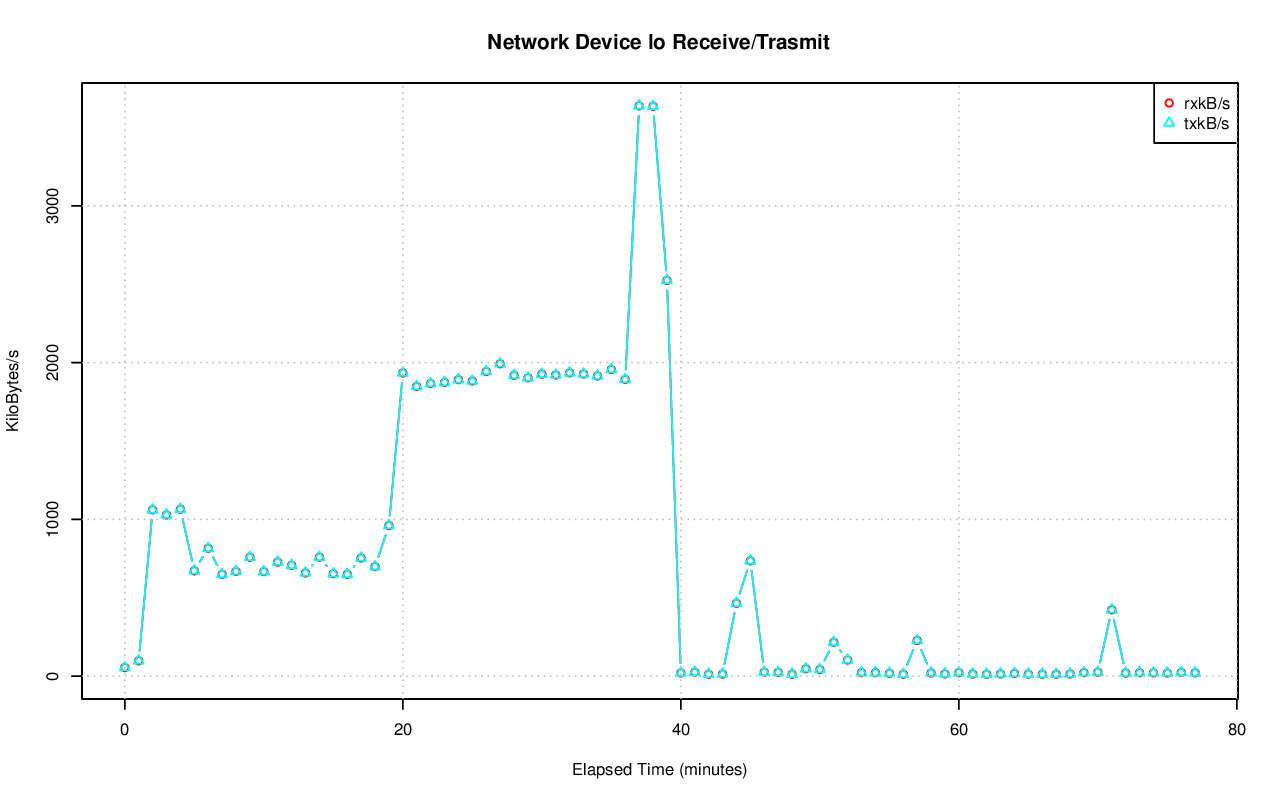 Network Device lo Receive/Trasmit
rxkB/s
txkB/s
KiloBytes/s
3000
2000
1000
0
0 20 40 60 80
Elapsed Time (minutes)